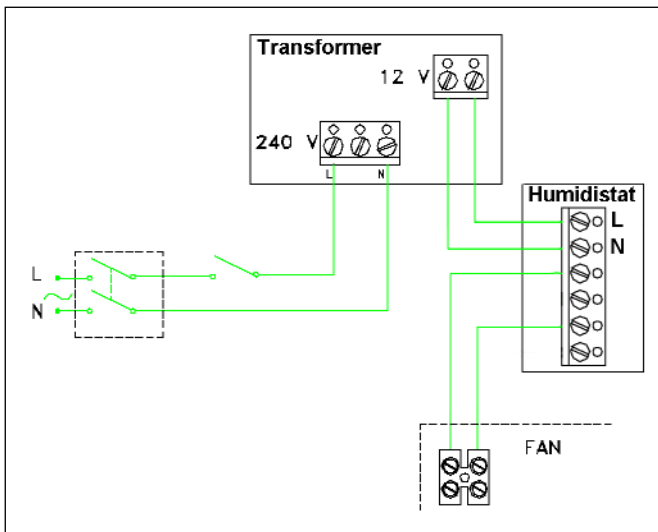 Transformer
12 V
240 V
L N
Humidistat
L
N
L
N
FAN